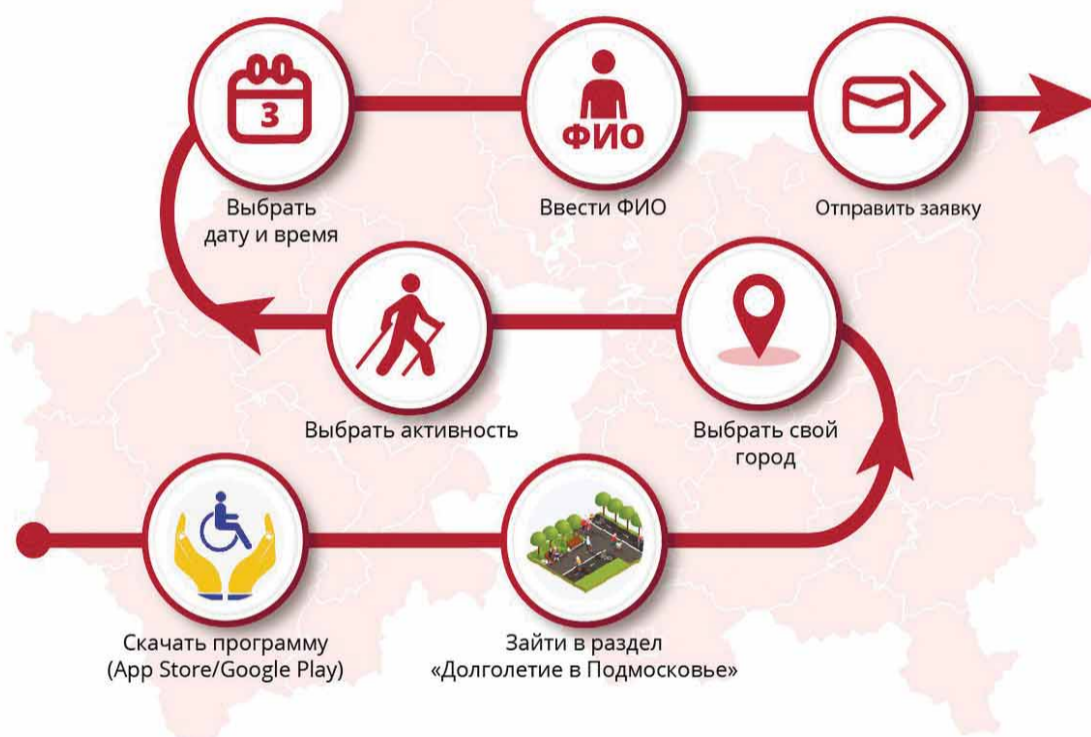 3
ФИО
Выбрать
дату и время
Ввести ФИО
Отправить заявку
Выбрать активность
Выбрать свой
город
Скачать программу
(App Store/Google Play)
Зайти в раздел
«Долголетие в Подмосковье»